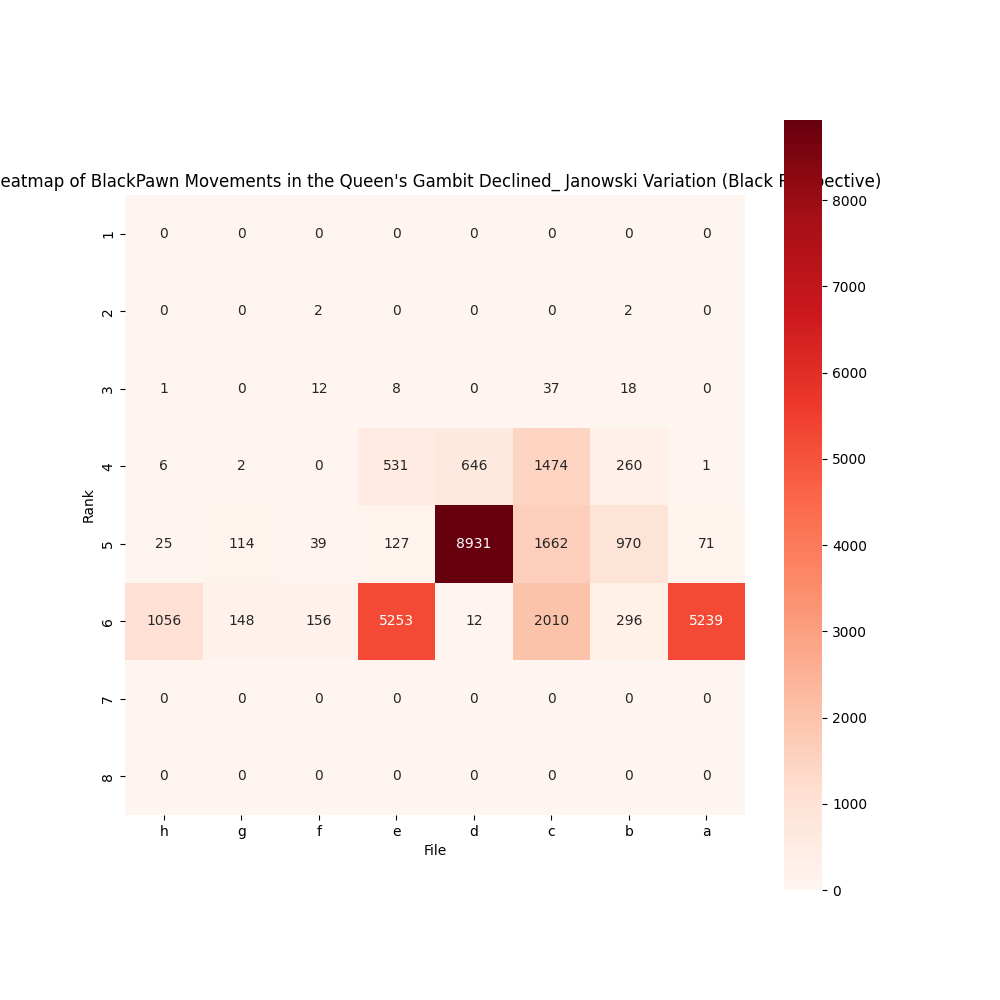 eatmap of BlackPawn Movements in the Queen's Gambit Declined_ Janowski Variation (Black Perspective)
8000
1 0 0 0 0 0 0 0 0
7000
2 0 0 2 0 0 0 2 0
6000
3 1 0 12 8 0 37 18 0
5000
4 6 2 0 531 646 1474 260 1
Rank
4000
5 25 114 39 127 8931 1662 970 71
3000
6 1056 148 156 5253 12 2010 296 5239
2000
7 0 0 0 0 0 0 0 0
1000
8 0 0 0 0 0 0 0 0
h g f e d c b a
File
0